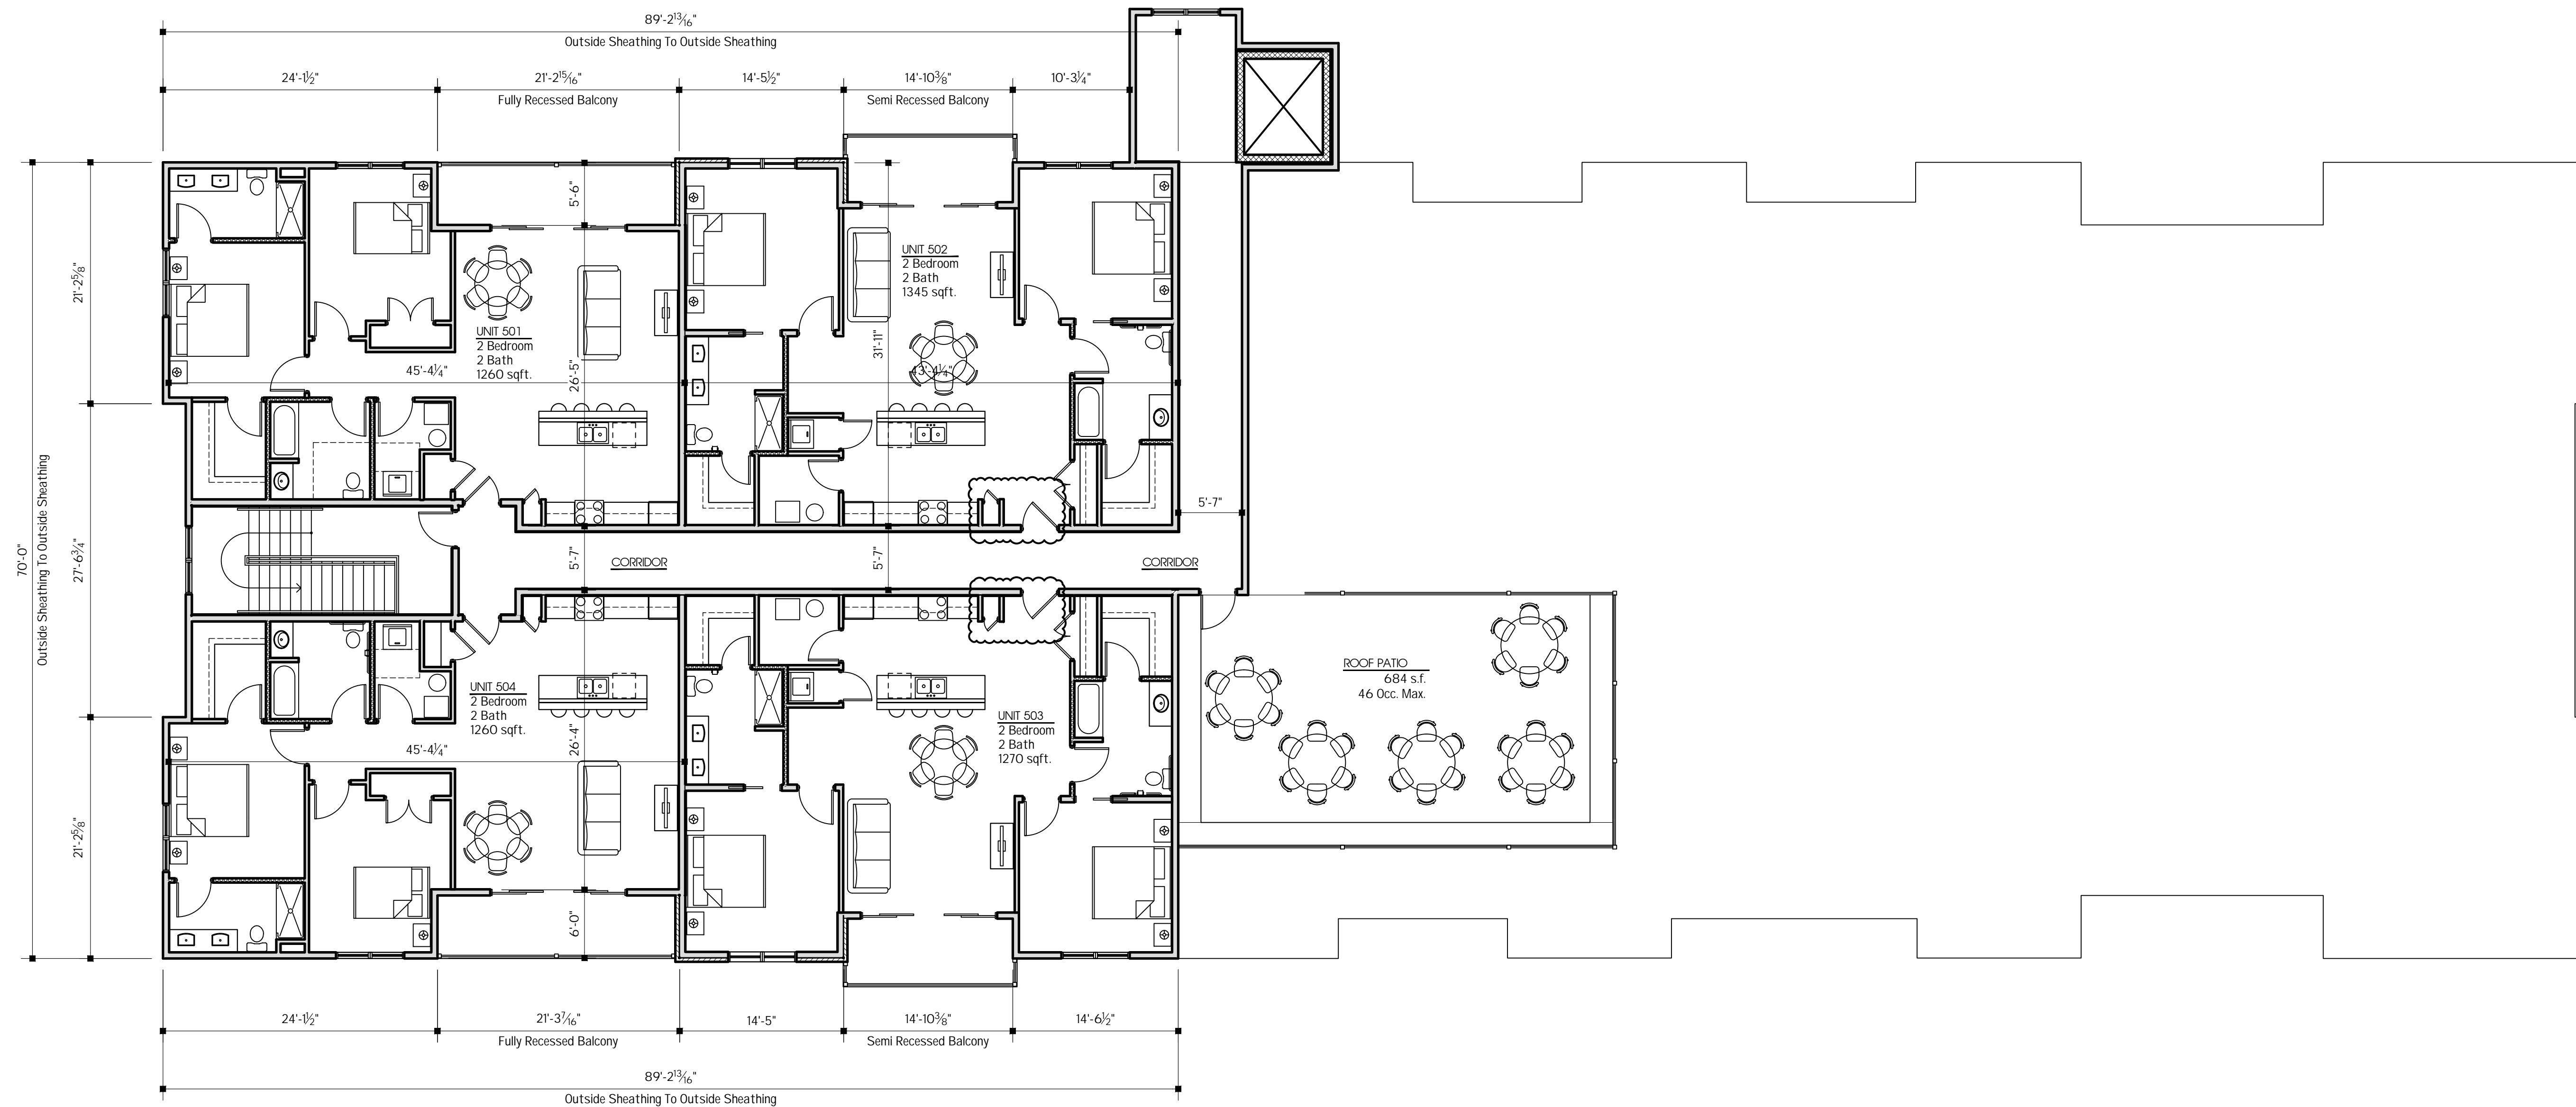 89'-2 13/16"
Outside Sheathing To Outside Sheathing
24'-1 1/2"
21'-2 15/16"
14'-5 1/2"
14'-10 3/8"
10'-3 1/4"
Fully Recessed Balcony
Semi Recessed Balcony
5'-6"
21'-2 5/8"
UNIT 502
2 Bedroom
2 Bath
1345 sqft.
UNIT 501
2 Bedroom
2 Bath
1260 sqft.
31'-11"
45'-4 1/4"
26'-5"
43'-4 1/4"
5'-7"
70'-0"
Outside Sheathing To Outside Sheathing
27'-6 3/4"
5'-7"
CORRIDOR
5'-7"
CORRIDOR
ROOF PATIO
684 s.f.
46 Occ. Max.
UNIT 504
2 Bedroom
2 Bath
1260 sqft.
UNIT 503
2 Bedroom
2 Bath
1270 sqft.
45'-4 1/4"
26'-4"
21'-2 5/8"
6'-0"
24'-1 1/2"
21'-3 7/16"
14'-5"
14'-10 3/8"
14'-6 1/2"
Fully Recessed Balcony
Semi Recessed Balcony
89'-2 13/16"
Outside Sheathing To Outside Sheathing